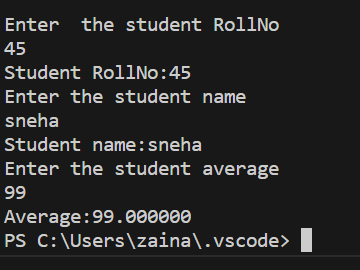 Enter  the student RollNo
45
Student RollNo:45
Enter the student name
sneha
Student name:sneha
Enter the student average
99
Average:99.000000
PS C:\Users\zaina\.vscode>